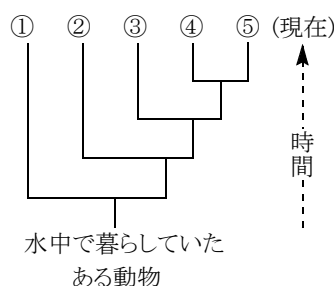 ① ② ③ ④ ⑤ (現在)
時間
水中で暮らしていた
ある動物